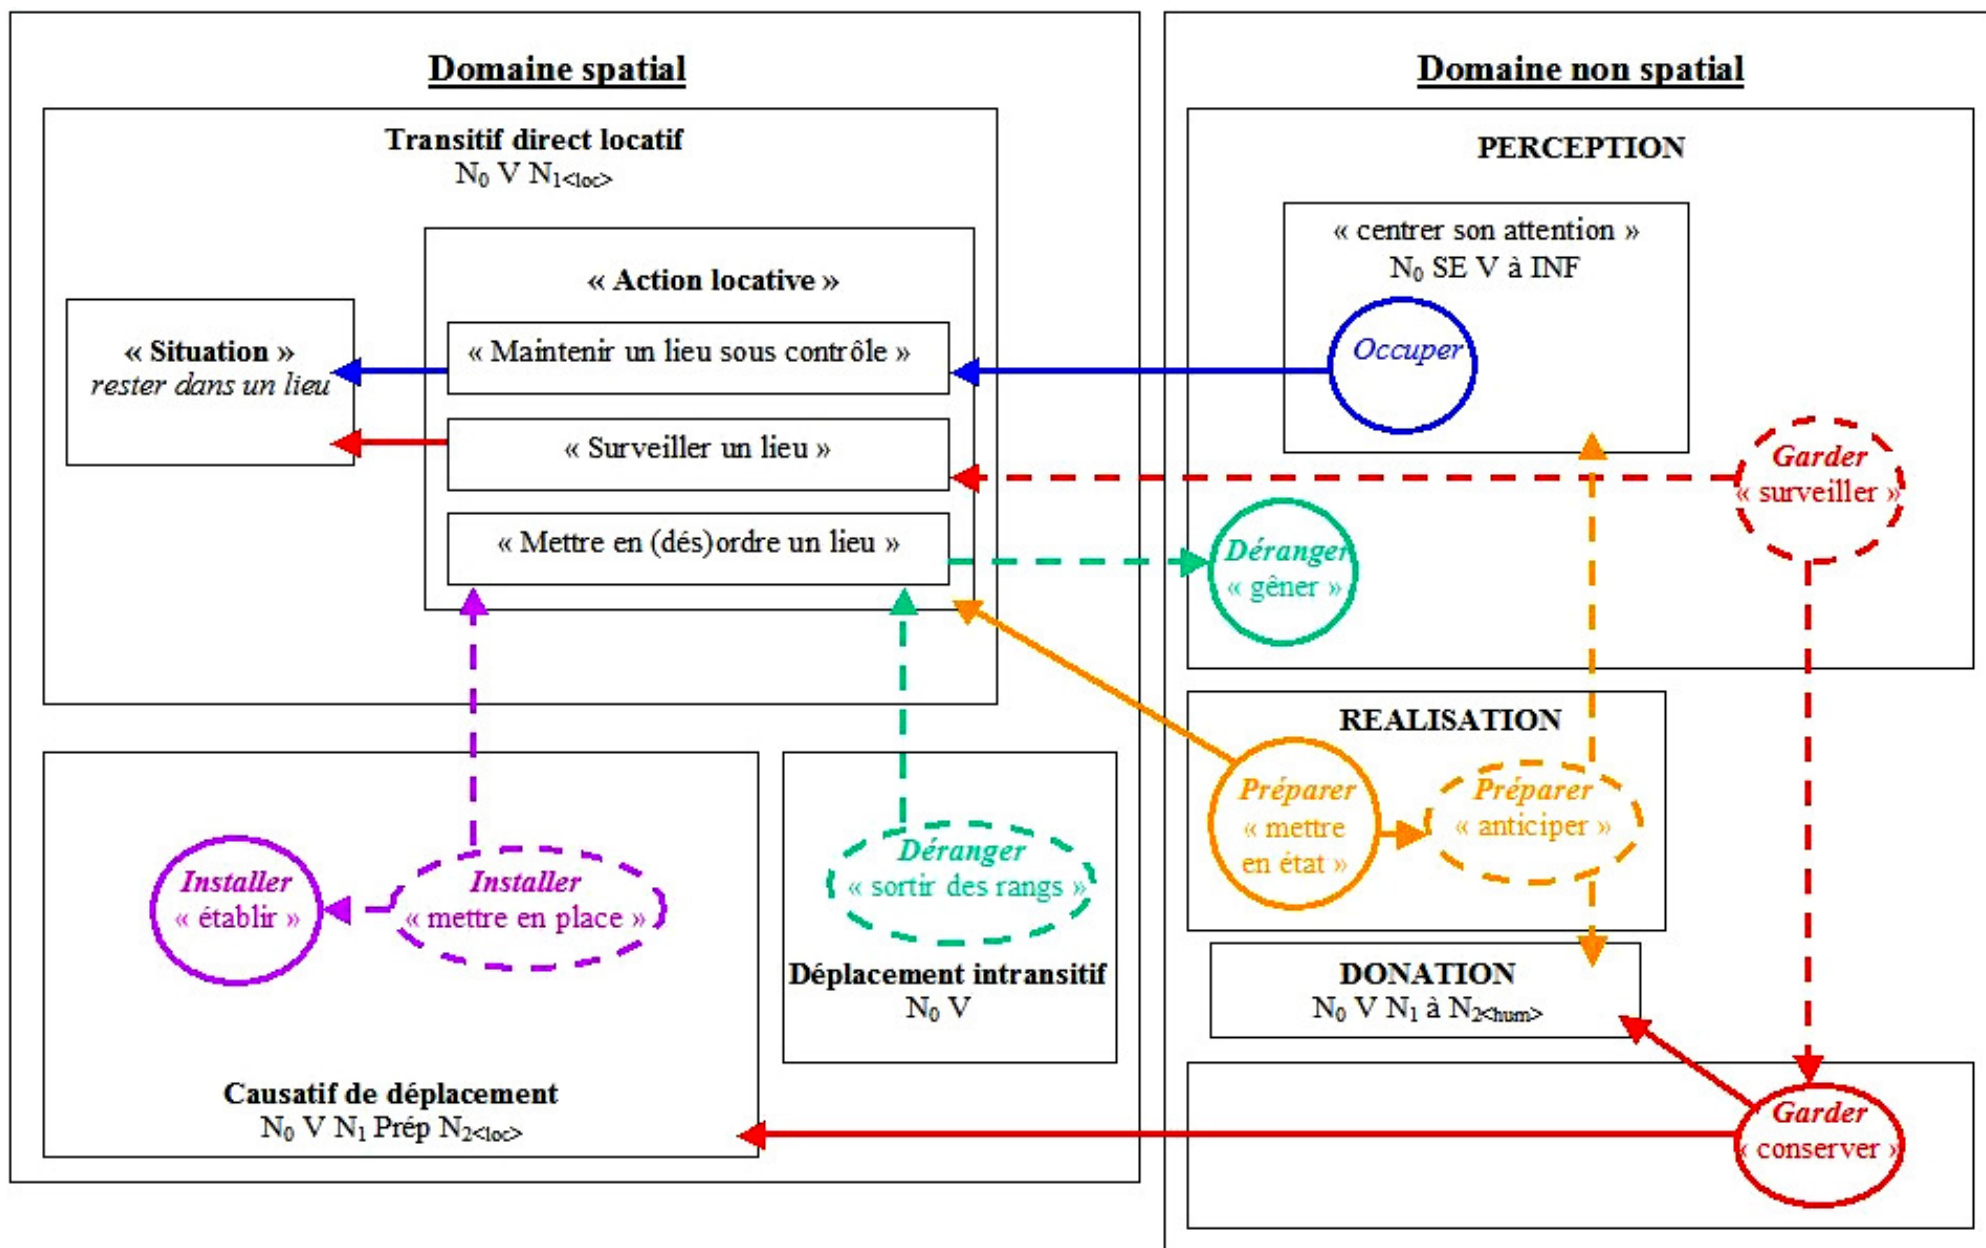 Domaine spatial
Transitif direct locatif
N₀ V N₁<loc>
« Action locative »
« Situation »
rester dans un lieu
« Maintenir un lieu sous contrôle »
« Surveiller un lieu »
« Mettre en (dés)ordre un lieu »
Installer
« établir »
Installer
« mettre en place »
Causatif de déplacement
N₀ V N₁ Prép N₂<loc>
Déranger
« sortir des rangs »
Déplacement intransitif
N₀ V
Domaine non spatial
PERCEPTION
« centrer son attention »
N₀ SE V à INF
Occuper
Garder
« surveiller »
Déranger
« gêner »
REALISATION
Préparer
« mettre
en état »
Préparer
« anticiper »
DONATION
N₀ V N₁ à N₂<hum>
Garder
« conserver »